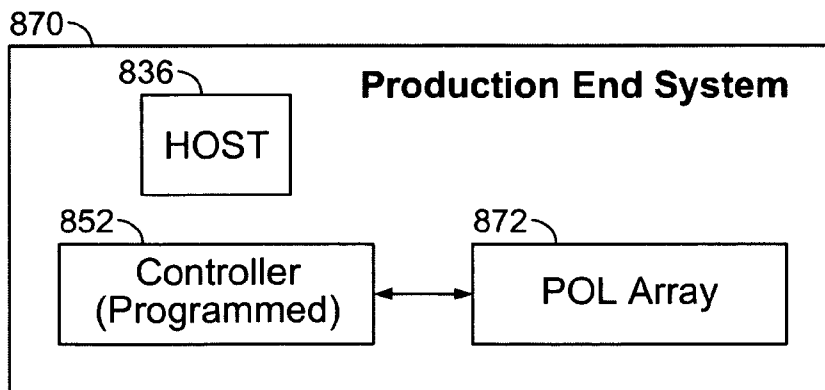 870
836
Production End System
HOST
852
872
Controller
(Programmed)
POL Array